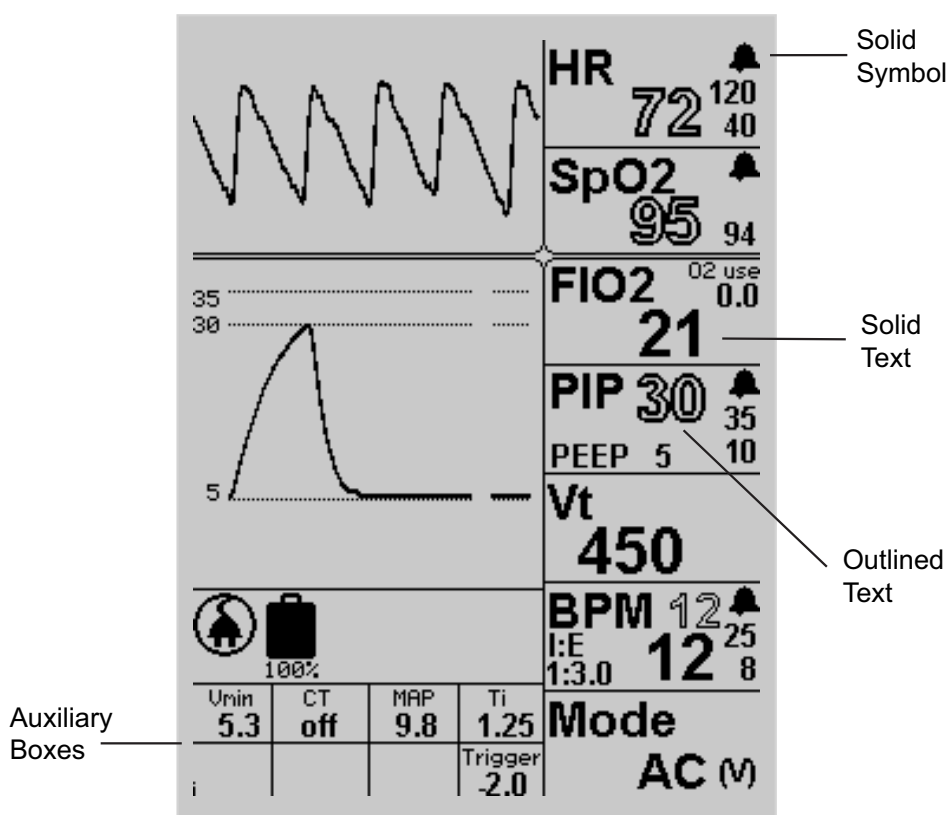 Solid
Symbol
HR
72
120
40
SpO2
95
94
FIO2
O2 use
0.0
21
Solid
Text
35
30
5
PIP 30
35
10
PEEP 5
Vt
450
Outlined
Text
BPM 12
I:E
1:3.0
12
25
8
100%
Vmin
5.3
CT
off
MAP
9.8
Ti
1.25
Trigger
-2.0
Mode
AC (V)
Auxiliary
Boxes
i